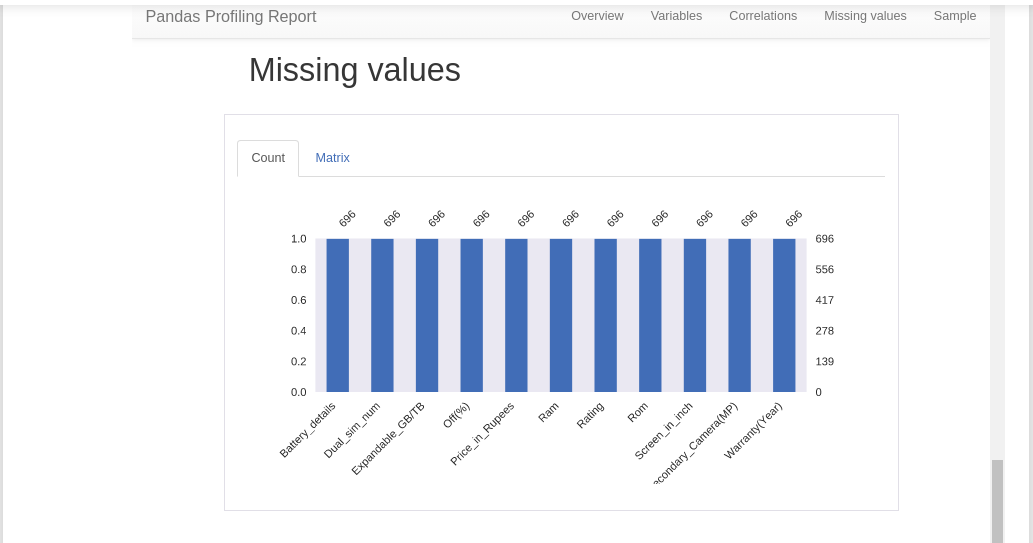 Pandas Profiling Report Overview Variables Correlations Missing values Sample
Missing values
Count Matrix
696 696 696 696 696 696 696 696 696 696 696
1.0 696
0.8 556
0.6 417
0.4 278
0.2 139
0.0 0
Battery_details
Dual_sim_num
Expandable_GB/TB
Off(%)
Price_in_Rupees
Ram
Rating
Rom
Screen_in_inch
econdary_Camera(MP)
Warranty(Year)